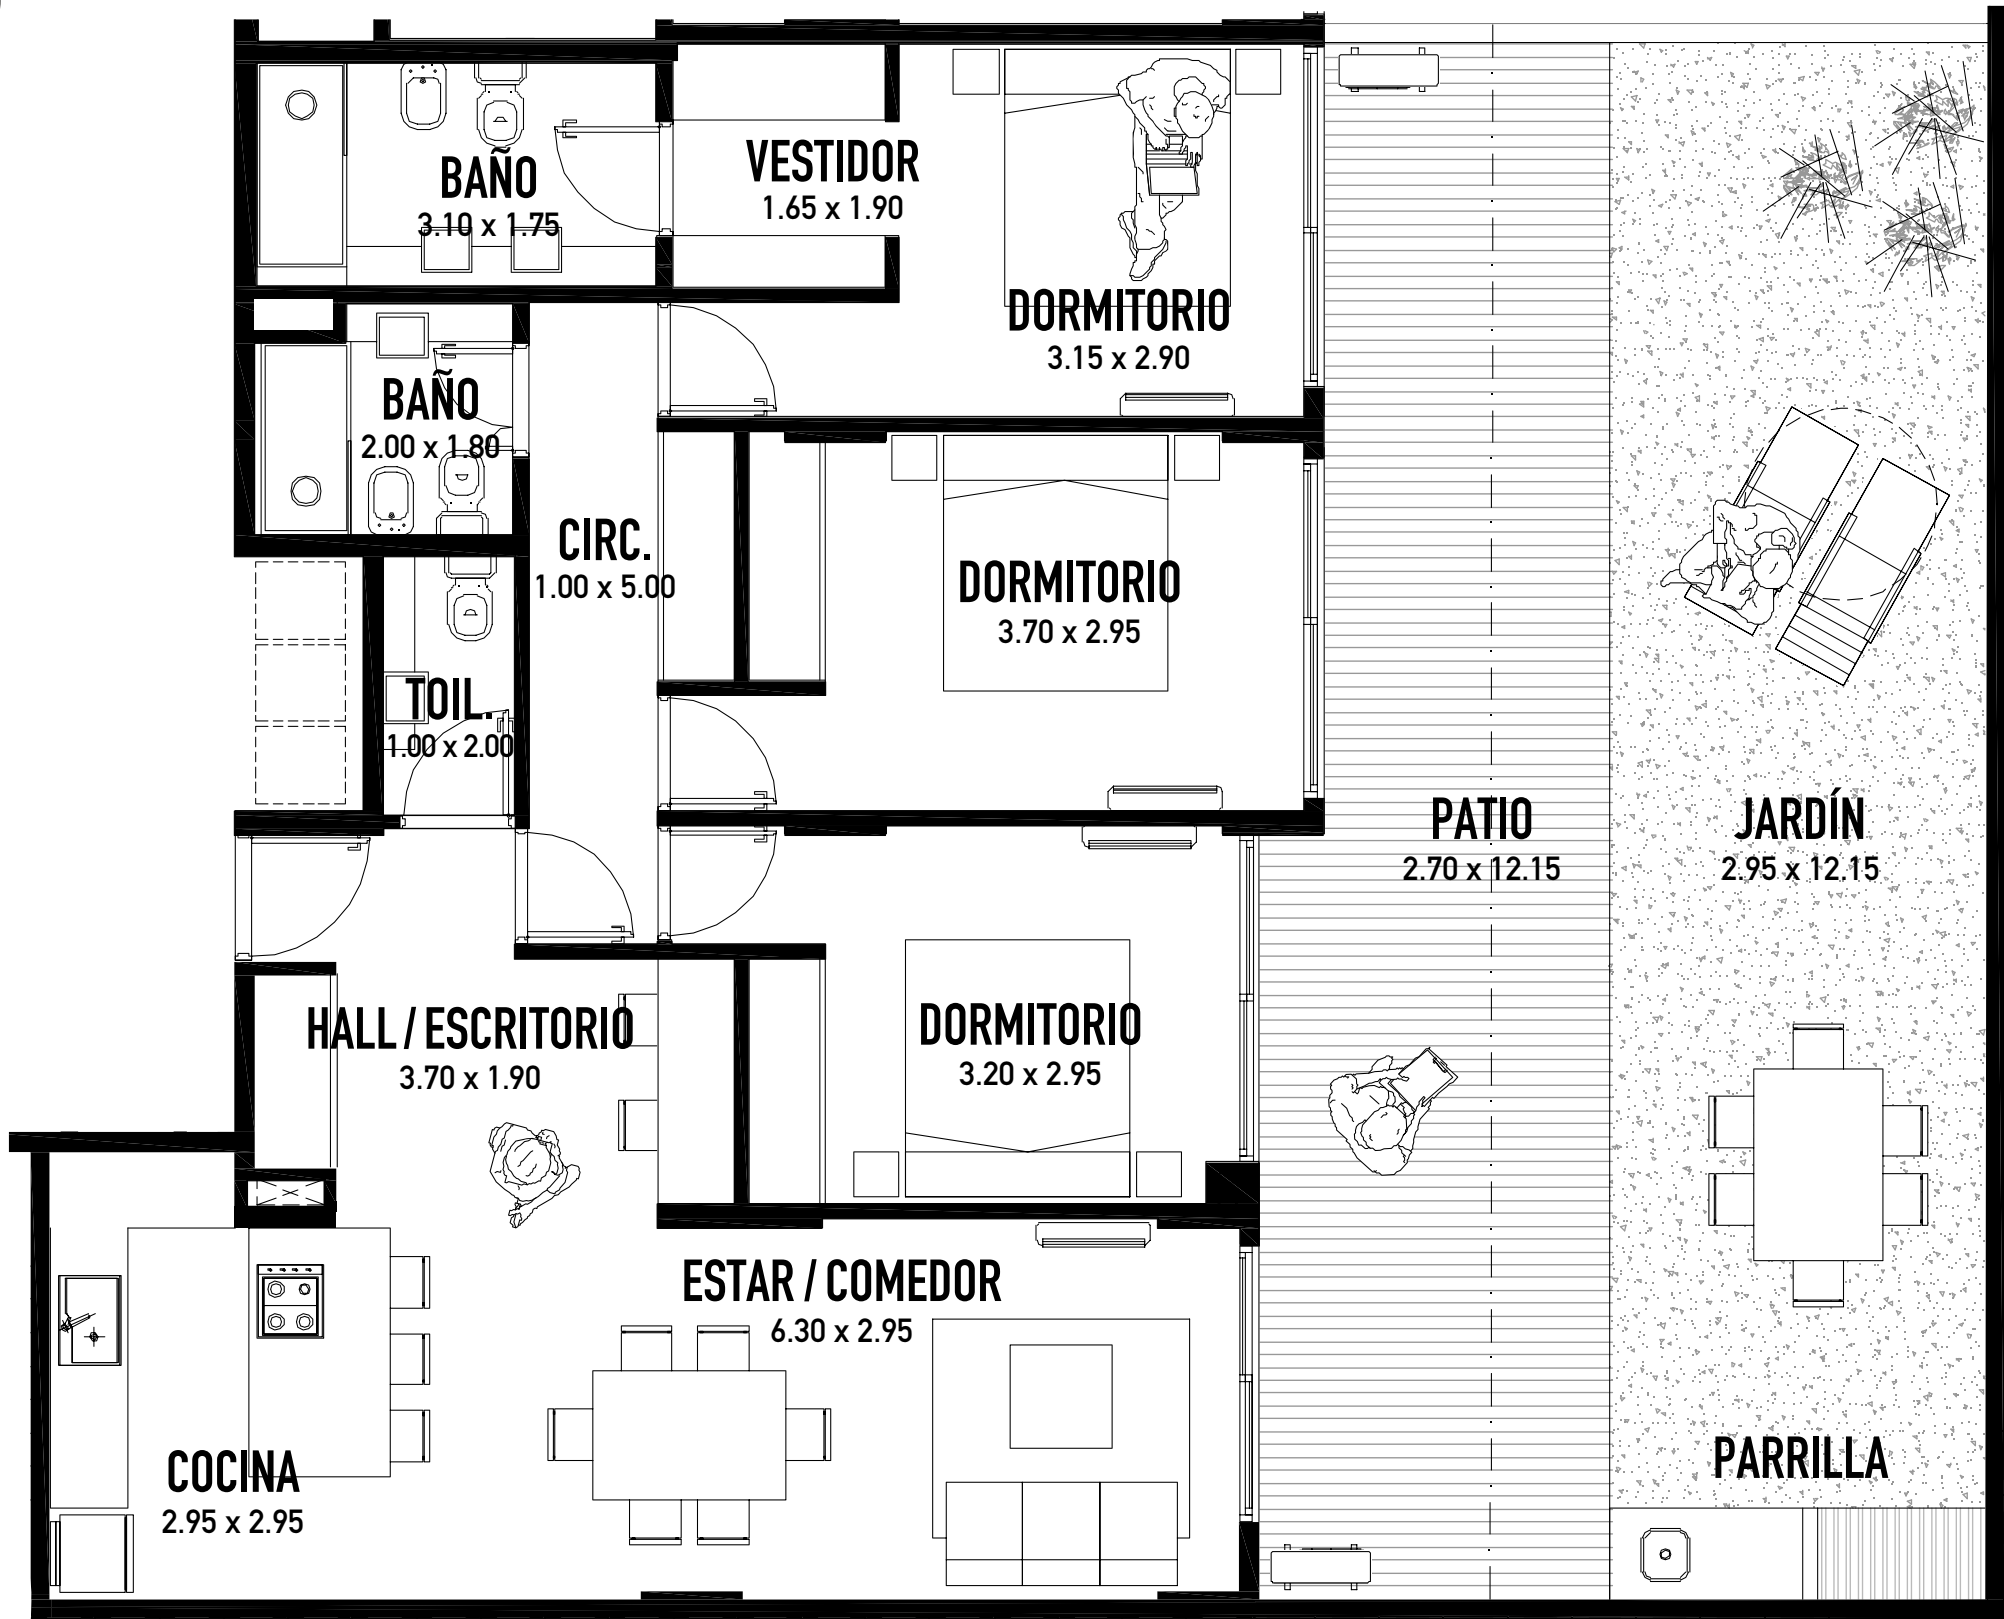 BAÑO
3.10 x 1.75
VESTIDOR
1.65 x 1.90
DORMITORIO
3.15 x 2.90
BAÑO
2.00 x 1.80
CIRC.
1.00 x 5.00
DORMITORIO
3.70 x 2.95
TOIL.
1.00 x 2.00
PATIO
2.70 x 12.15
JARDÍN
2.95 x 12.15
HALL / ESCRITORIO
3.70 x 1.90
DORMITORIO
3.20 x 2.95
ESTAR / COMEDOR
6.30 x 2.95
COCINA
2.95 x 2.95
PARRILLA